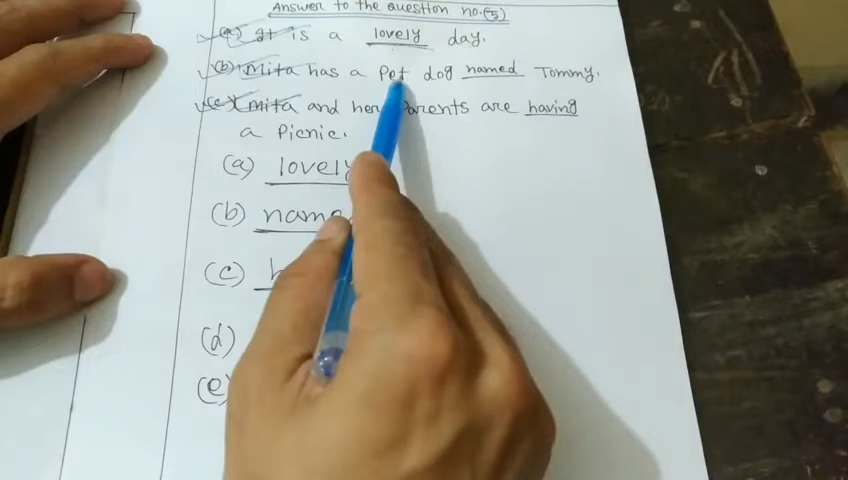 Answer to the question no.(5)
(a) It is a lovely day.
(b) Mita has a Pet dog named Tommy.
(c) Mita and her Parents are having
a Picnic.
(a) lovely
(b) name
(c) h
(d)
(e)